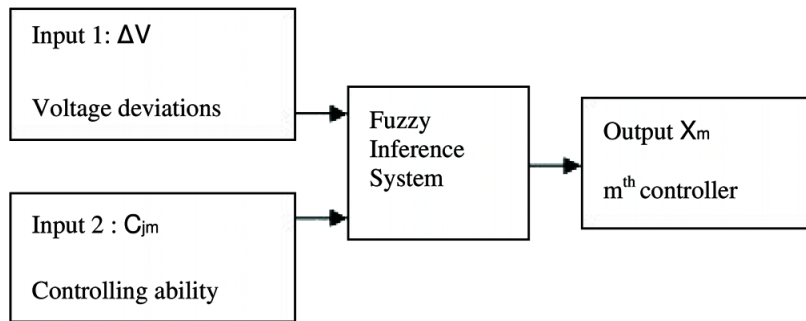 Input 1: ΔV
Voltage deviations
Input 2 : Cjm
Controlling ability
Fuzzy
Inference
System
Output Xm
mth controller